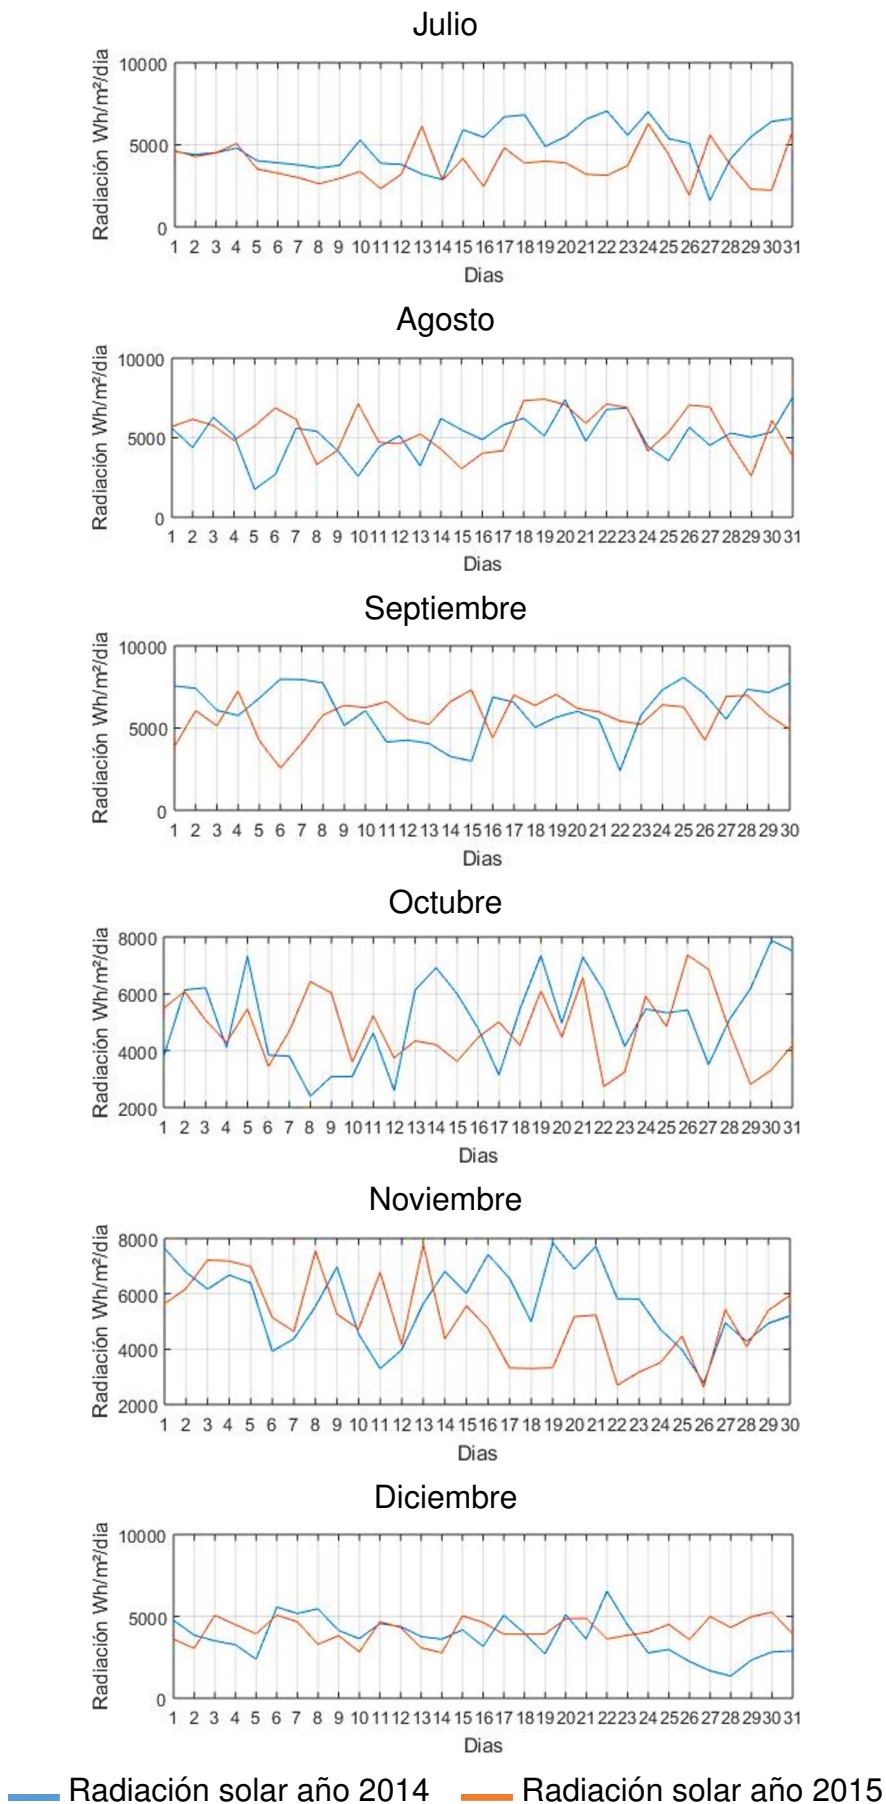 Julio
Radiación Wh/m²/dia
10000
5000
0
1 2 3 4 5 6 7 8 9 10 11 12 13 14 15 16 17 18 19 20 21 22 23 24 25 26 27 28 29 30 31
Dias
Agosto
Radiación Wh/m²/dia
10000
5000
0
1 2 3 4 5 6 7 8 9 10 11 12 13 14 15 16 17 18 19 20 21 22 23 24 25 26 27 28 29 30 31
Dias
Septiembre
Radiación Wh/m²/dia
10000
5000
0
1 2 3 4 5 6 7 8 9 10 11 12 13 14 15 16 17 18 19 20 21 22 23 24 25 26 27 28 29 30
Dias
Octubre
Radiación Wh/m²/dia
8000
6000
4000
2000
1 2 3 4 5 6 7 8 9 10 11 12 13 14 15 16 17 18 19 20 21 22 23 24 25 26 27 28 29 30 31
Dias
Noviembre
Radiación Wh/m²/dia
8000
6000
4000
2000
1 2 3 4 5 6 7 8 9 10 11 12 13 14 15 16 17 18 19 20 21 22 23 24 25 26 27 28 29 30
Dias
Diciembre
Radiación Wh/m²/dia
10000
5000
0
1 2 3 4 5 6 7 8 9 10 11 12 13 14 15 16 17 18 19 20 21 22 23 24 25 26 27 28 29 30 31
Dias
Radiación solar año 2014 Radiación solar año 2015